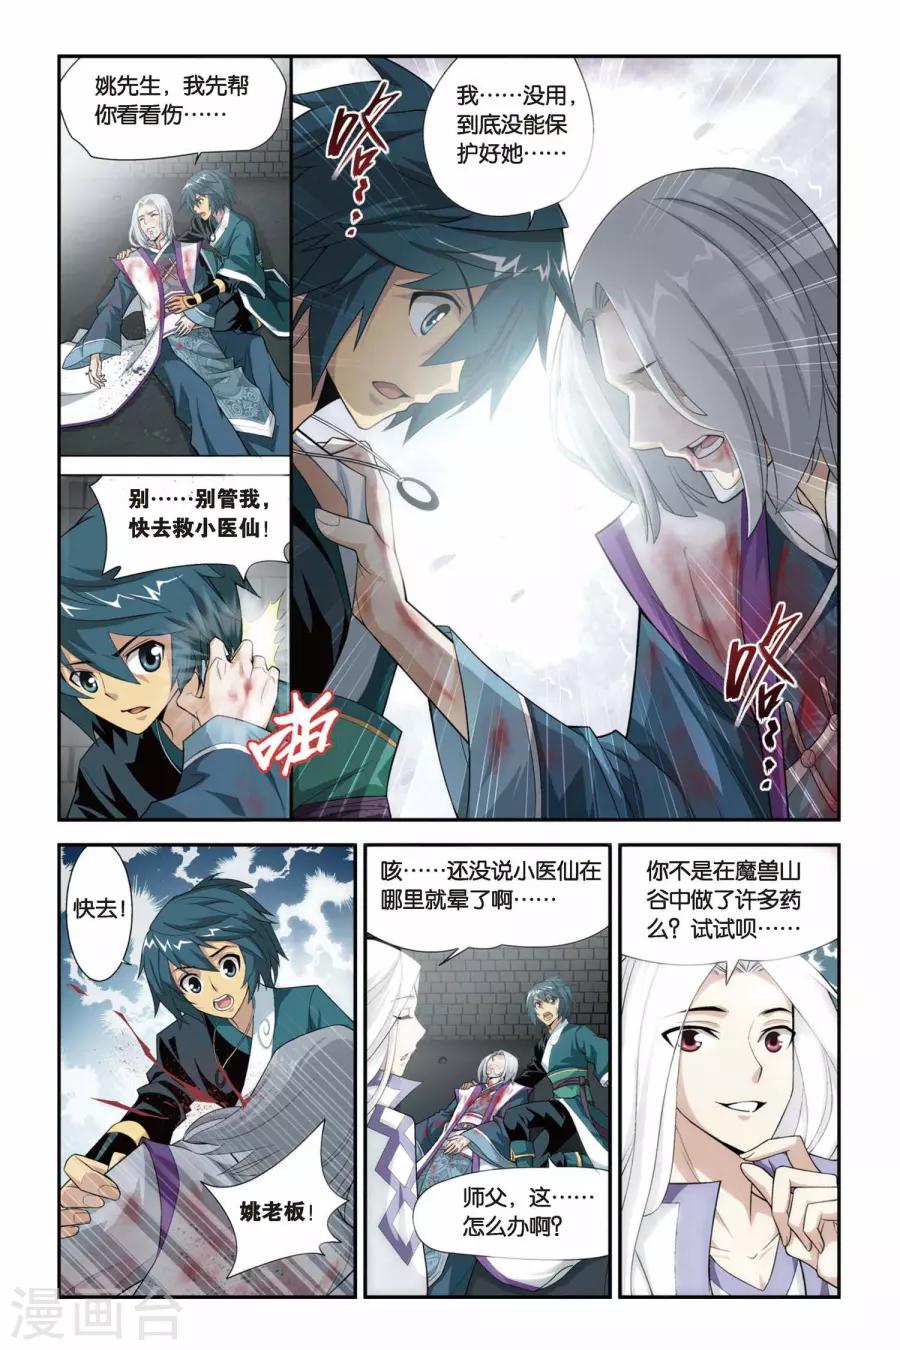 姚先生，我先帮
你看看伤……
咯…
我……没用，
到底没能保
护好她……
咯…
别……别管我，
快去救小医仙！
啪
快去！
姚老板！
咳……还没说小医仙在
哪里就晕了啊……
师父，这……
怎么办啊？
你不是在魔兽山
谷中做了许多药
么？试试呗……
漫画台